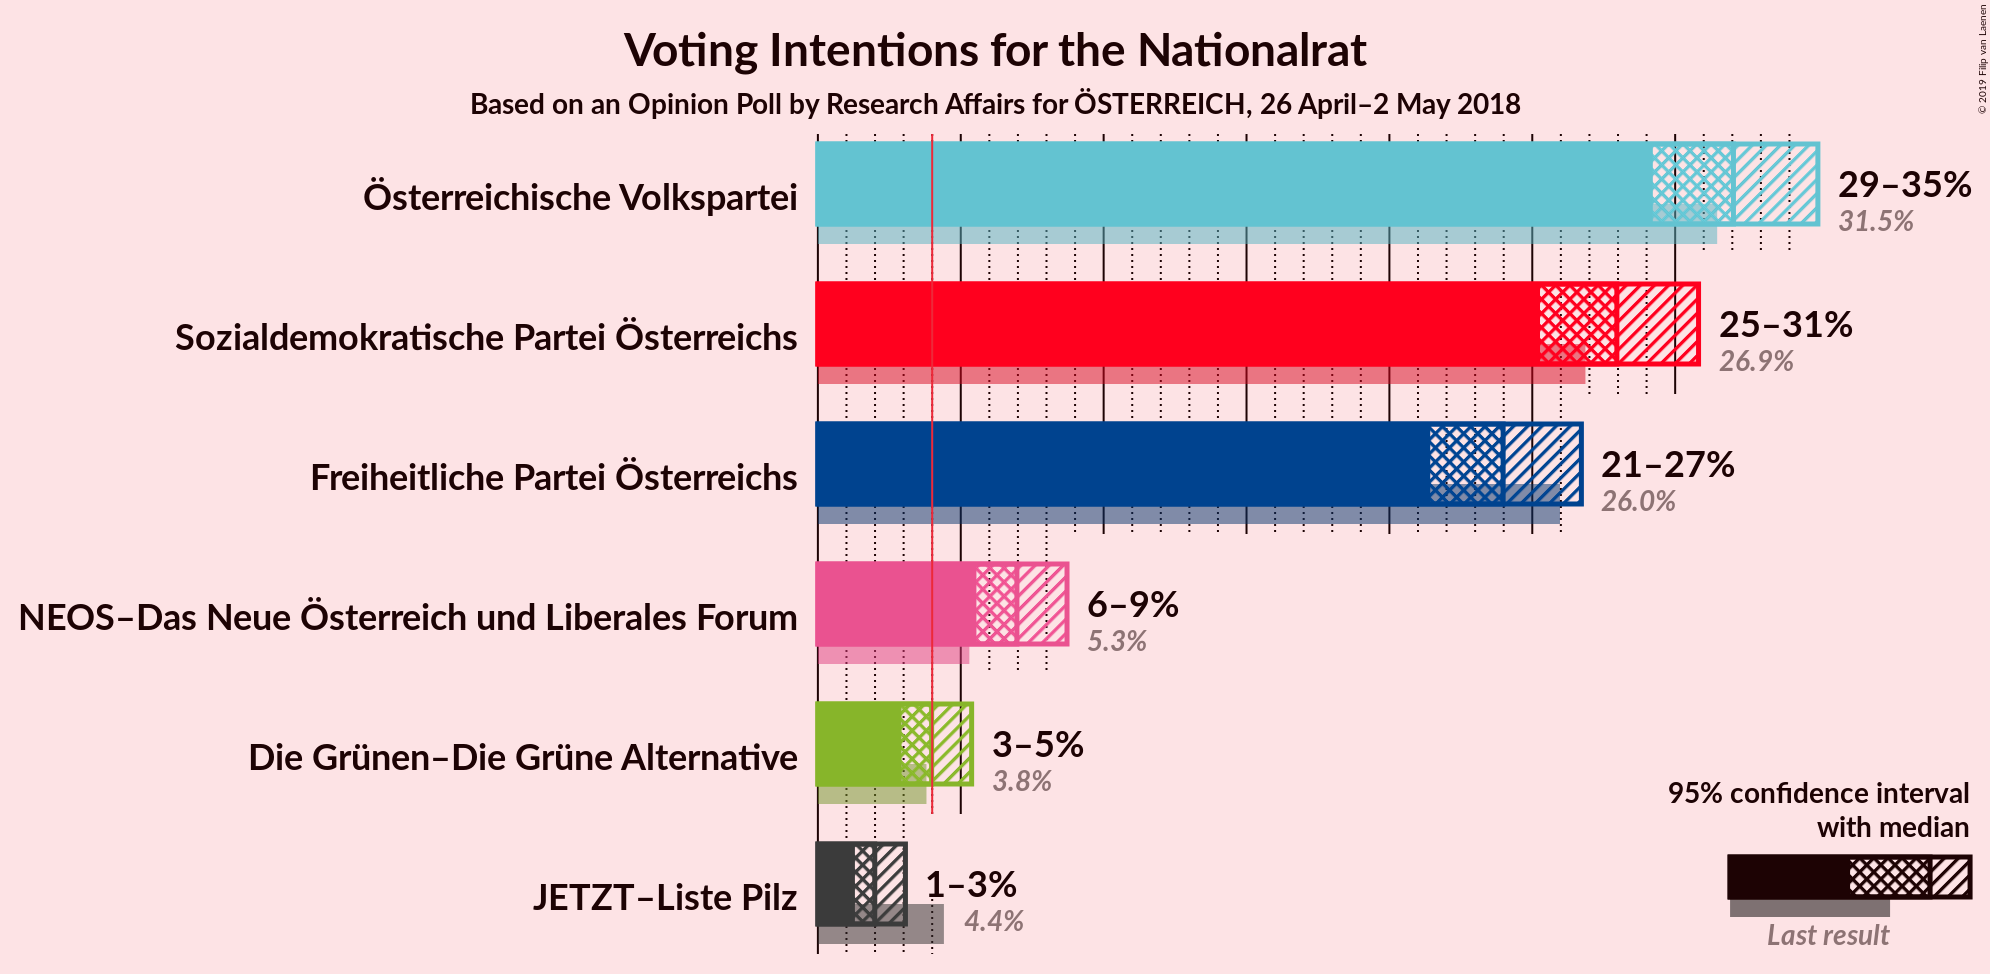 Voting Intentions for the Nationalrat
Based on an Opinion Poll by Research Affairs for ÖSTERREICH, 26 April–2 May 2018
© 2019 Filip van Laenen
Österreichische Volkspartei
29–35%
31.5%
Sozialdemokratische Partei Österreichs
25–31%
26.9%
Freiheitliche Partei Österreichs
21–27%
26.0%
NEOS–Das Neue Österreich und Liberales Forum
6–9%
5.3%
Die Grünen–Die Grüne Alternative
3–5%
3.8%
JETZT–Liste Pilz
1–3%
4.4%
95% confidence interval
with median
Last result